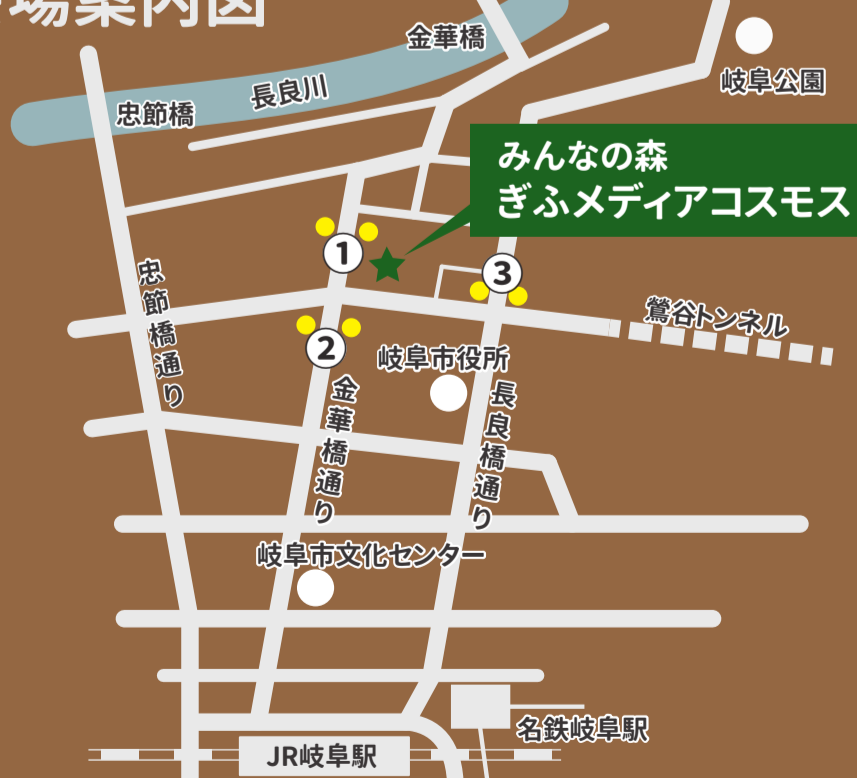 場案内図
金華橋
岐阜公園
長良川
忠節橋
みんなの森
ぎふメディアコスモス
1
3
忠節橋通り
鶯谷トンネル
2
岐阜市役所
金華橋通り
長良橋通り
岐阜市文化センター
名鉄岐阜駅
JR岐阜駅